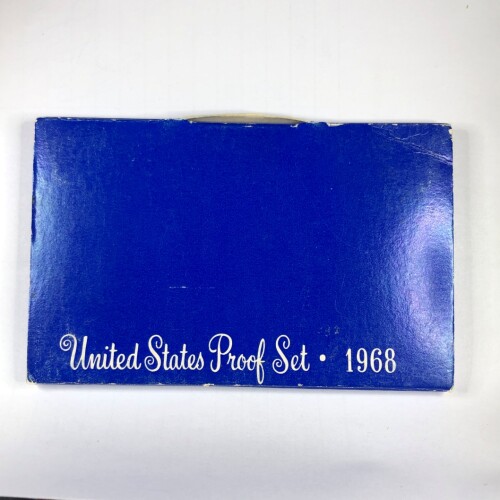 United States Proof Set • 1968